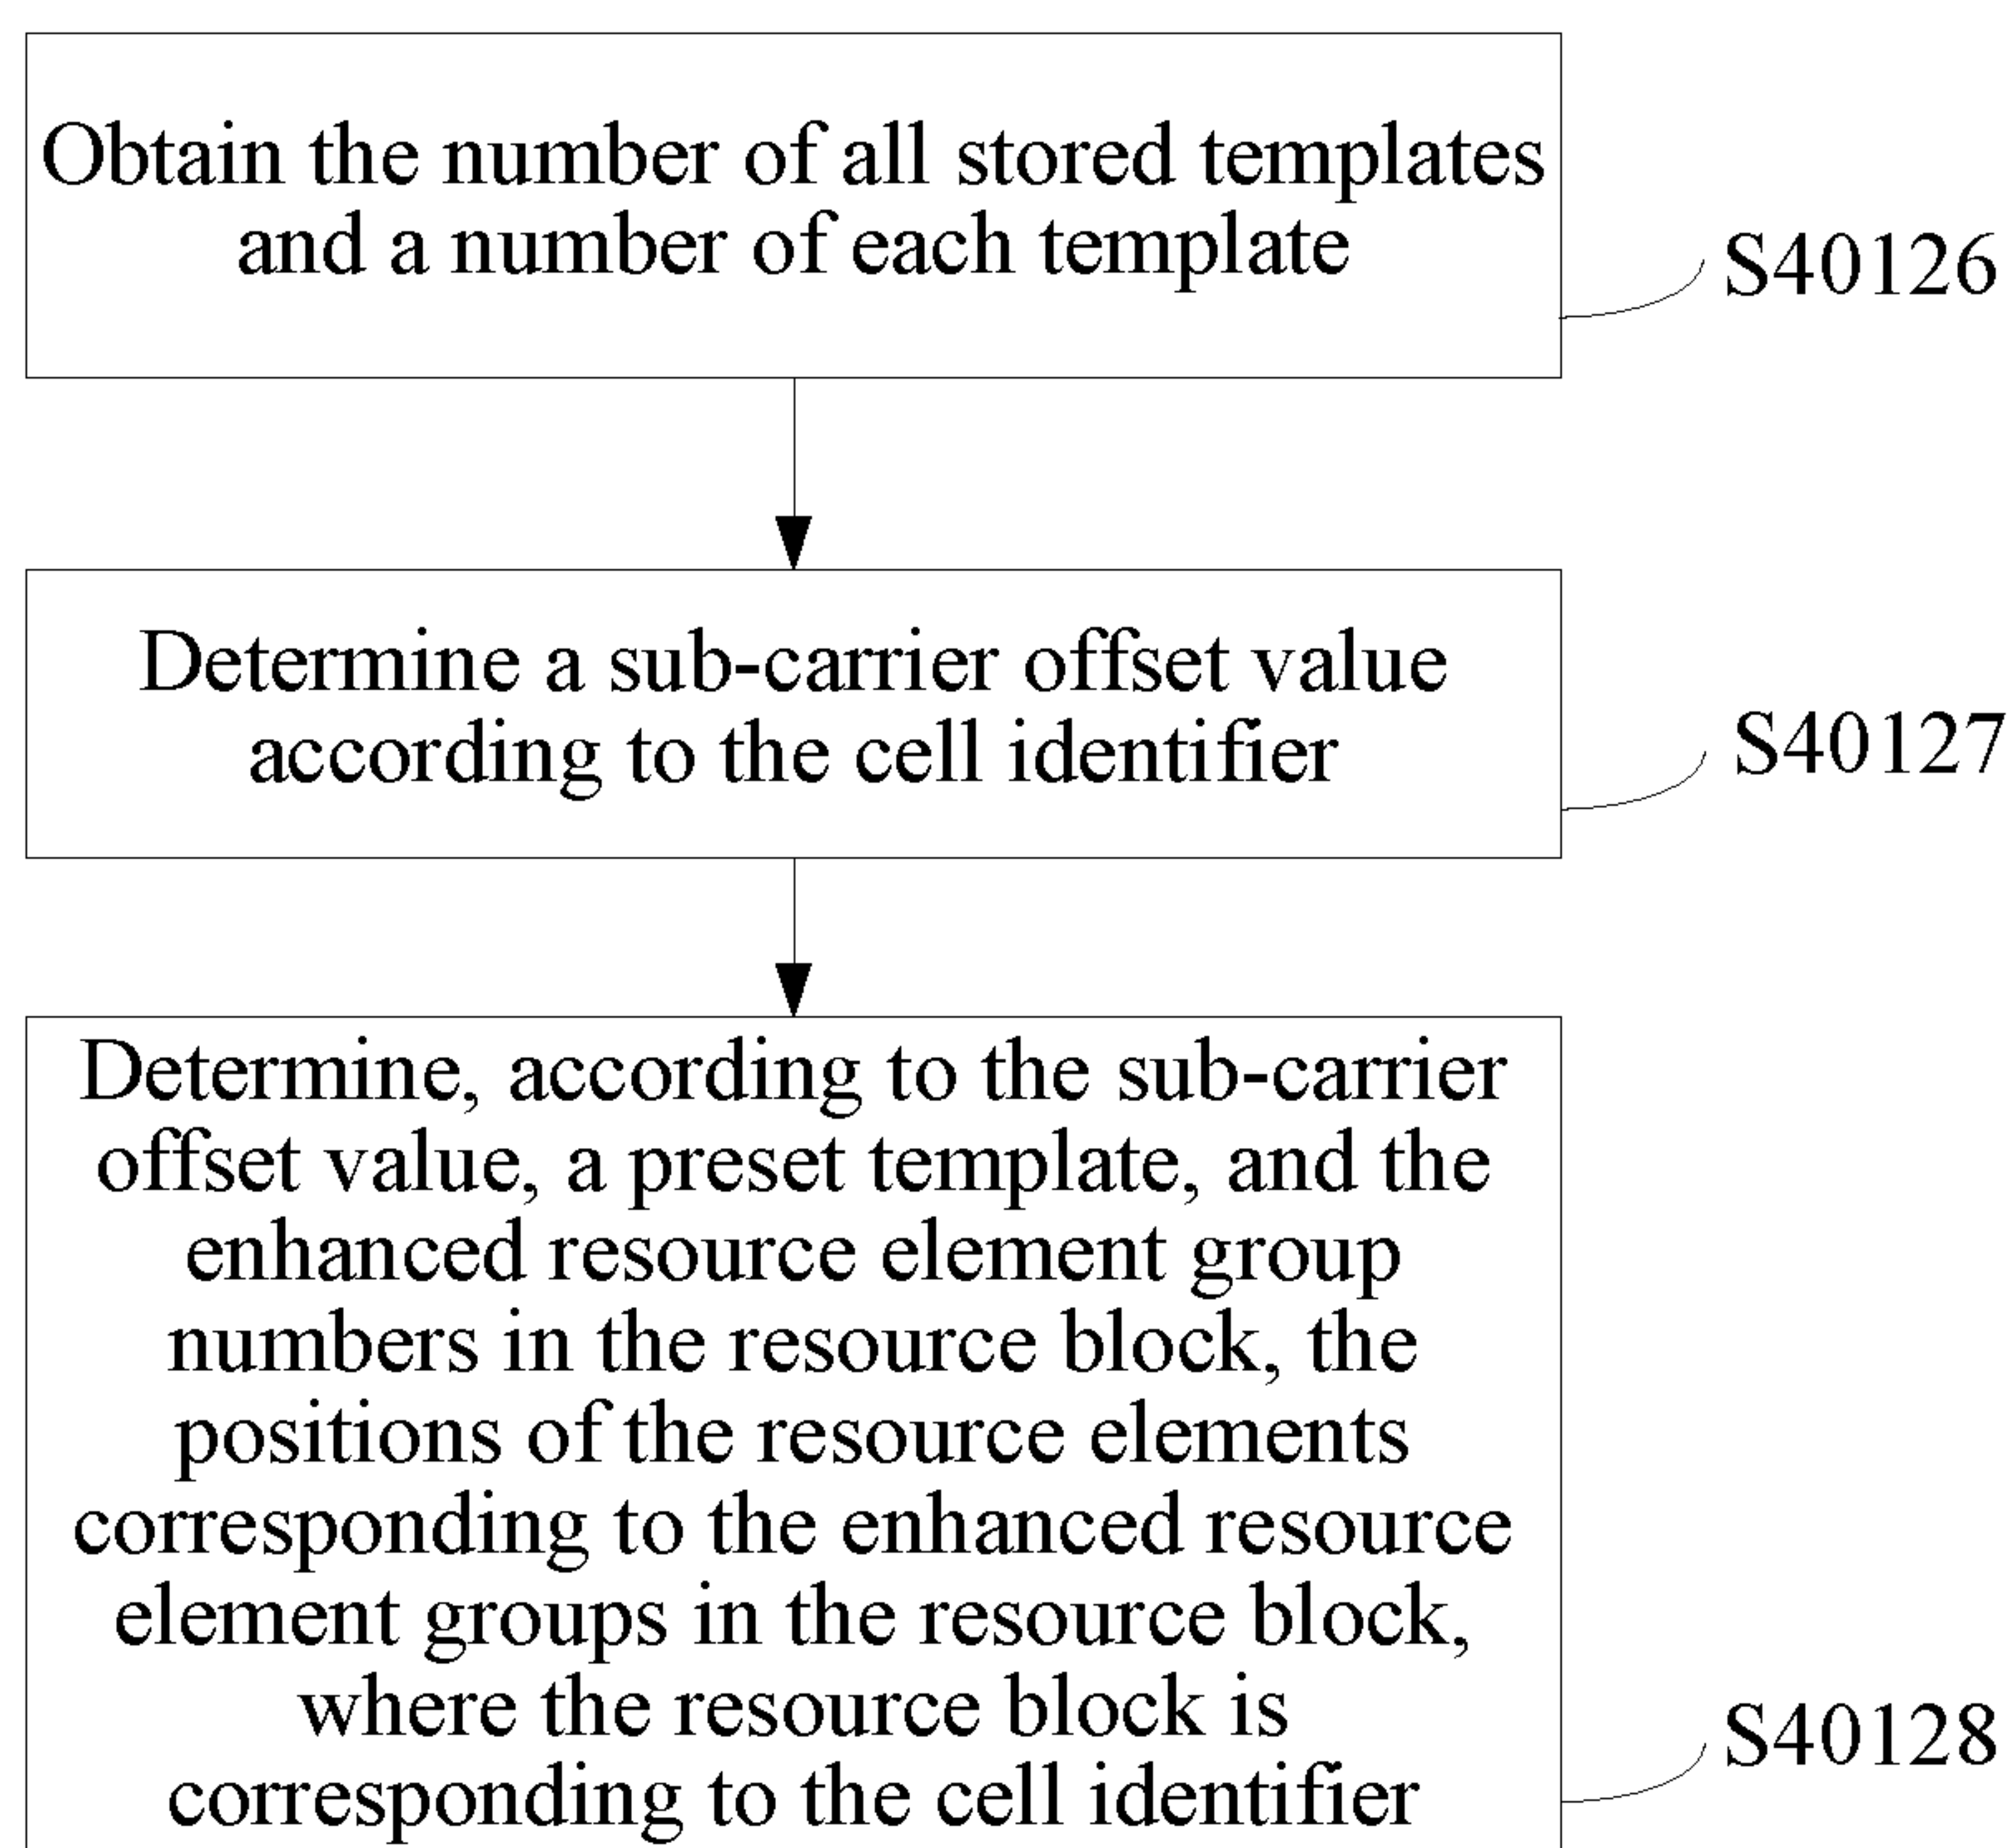 Obtain the number of all stored templates
and a number of each template
S40126
Determine a sub-carrier offset value
according to the cell identifier
S40127
Determine, according to the sub-carrier
offset value, a preset template, and the
enhanced resource element group
numbers in the resource block, the
positions of the resource elements
corresponding to the enhanced resource
element groups in the resource block,
where the resource block is
corresponding to the cell identifier
S40128